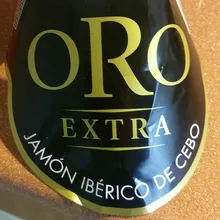 ORO
EXTRA
JAMÓN IBÉRICO DE CEBO